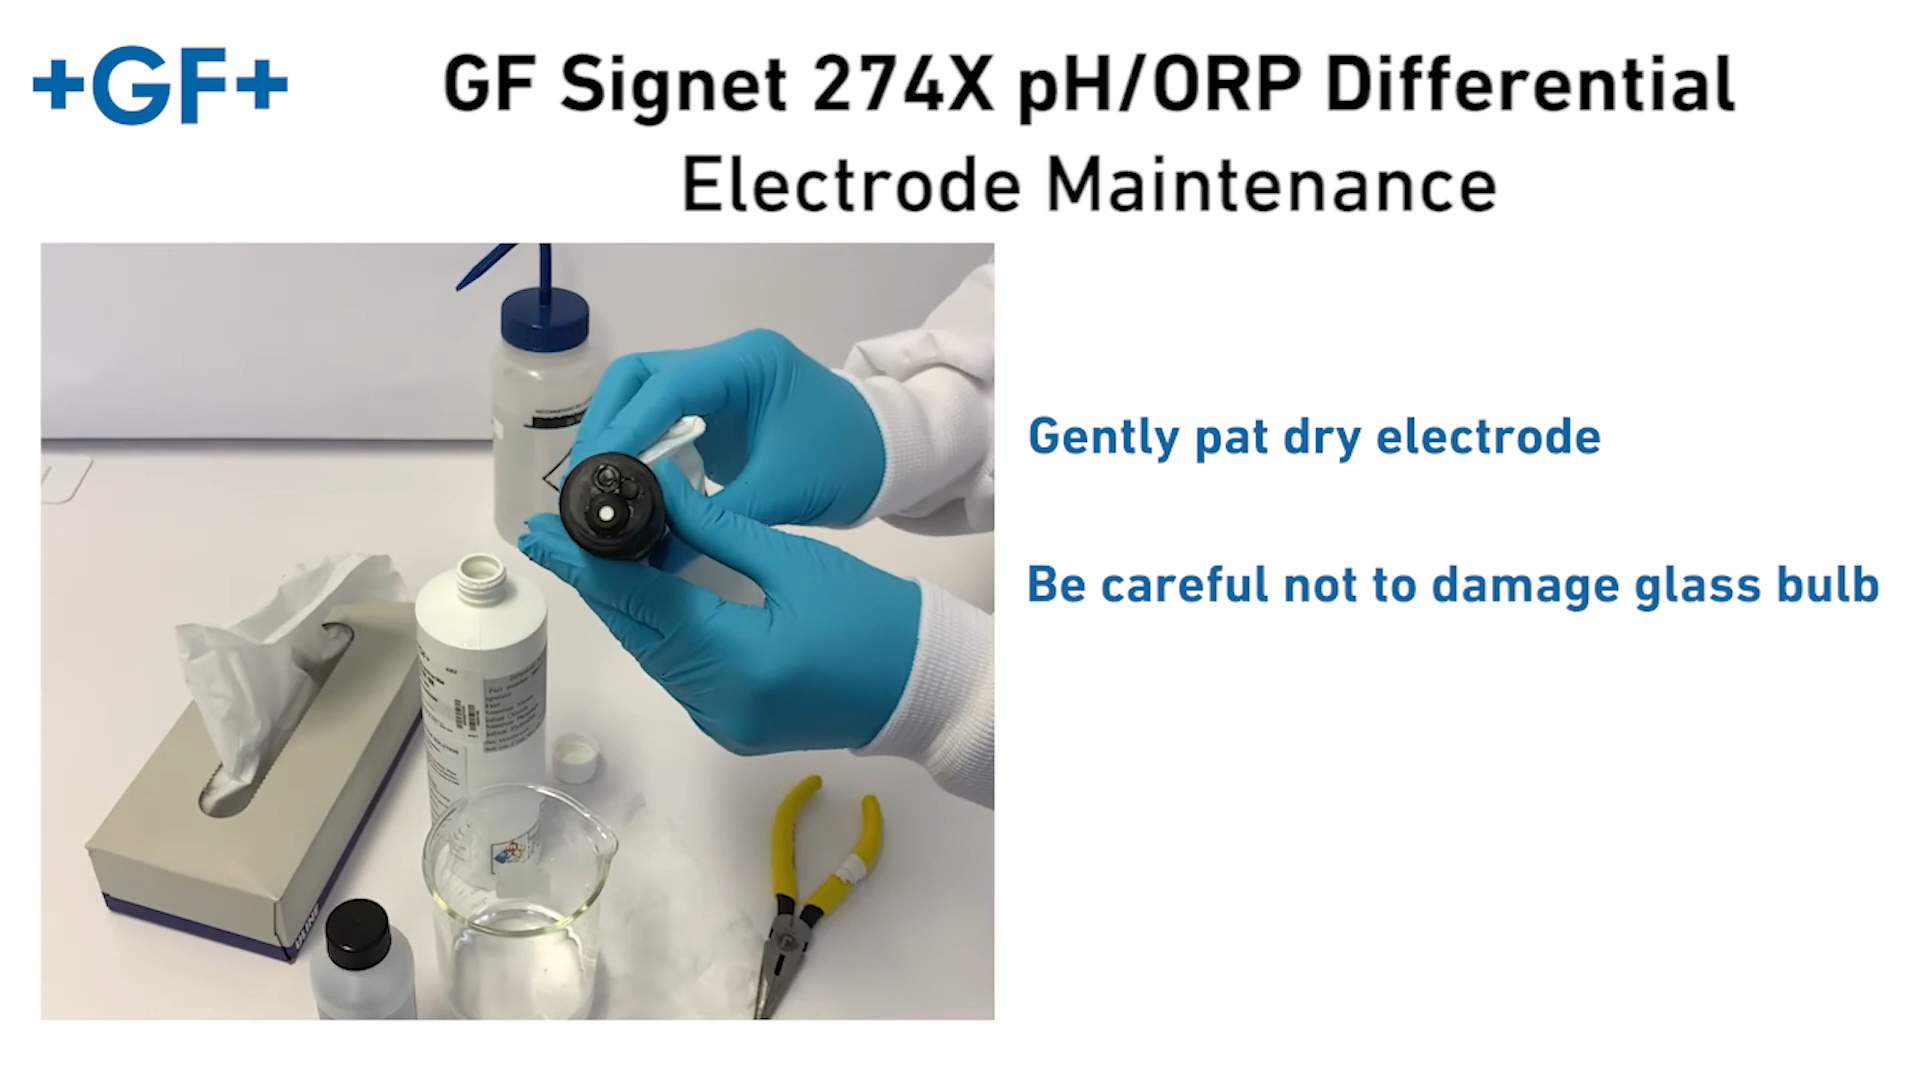 +GF+
GF Signet 274X pH/ORP Differential
Electrode Maintenance
Gently pat dry electrode
Be careful not to damage glass bulb